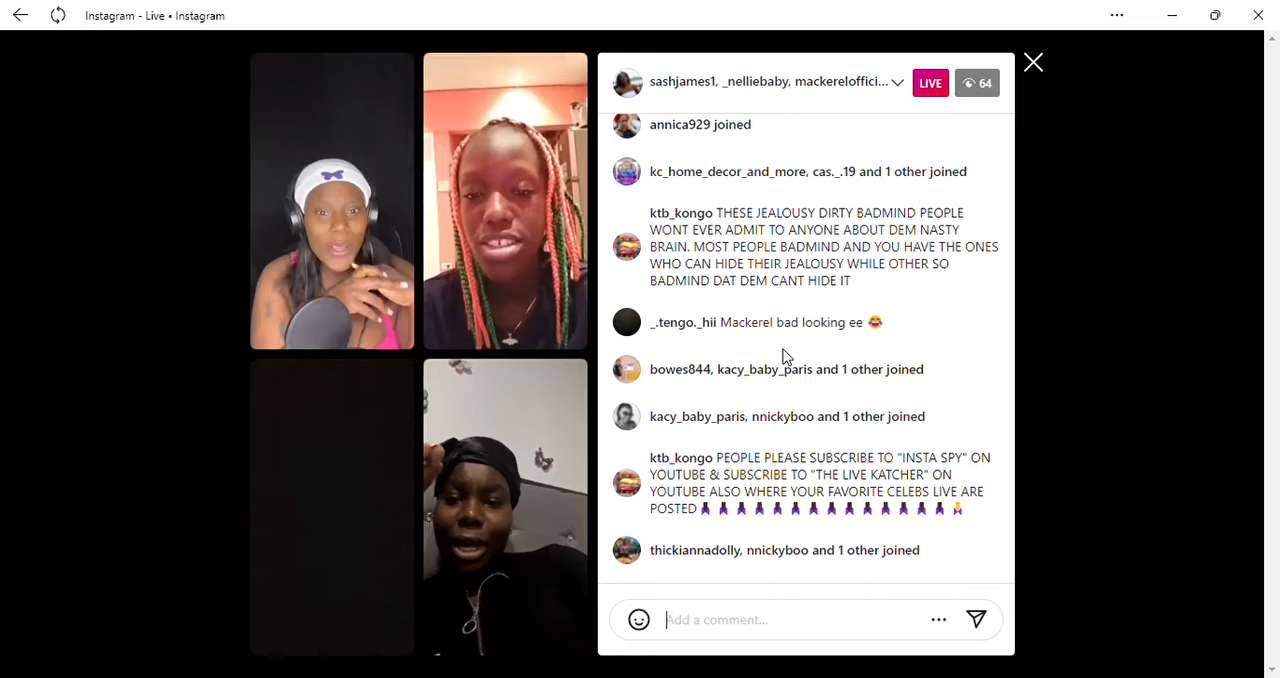 Instagram - Live • Instagram
sashjames1, _nelliebaby, mackereloffici...
LIVE
64
annica929 joined
kc_home_decor_and_more, cas._.19 and 1 other joined
ktb_kongo THESE JEALOUSY DIRTY BADMIND PEOPLE
WONT EVER ADMIT TO ANYONE ABOUT DEM NASTY
BRAIN. MOST PEOPLE BADMIND AND YOU HAVE THE ONES
WHO CAN HIDE THEIR JEALOUSY WHILE OTHER SO
BADMIND DAT DEM CANT HIDE IT
_.tengo._hii Mackerel bad looking ee 😂
bowes844, kacy_baby_paris and 1 other joined
kacy_baby_paris, nnickyboo and 1 other joined
ktb_kongo PEOPLE PLEASE SUBSCRIBE TO "INSTA SPY" ON
YOUTUBE & SUBSCRIBE TO "THE LIVE KATCHER" ON
YOUTUBE ALSO WHERE YOUR FAVORITE CELEBS LIVE ARE
POSTED
thickiannadolly, nnickyboo and 1 other joined
Add a comment...